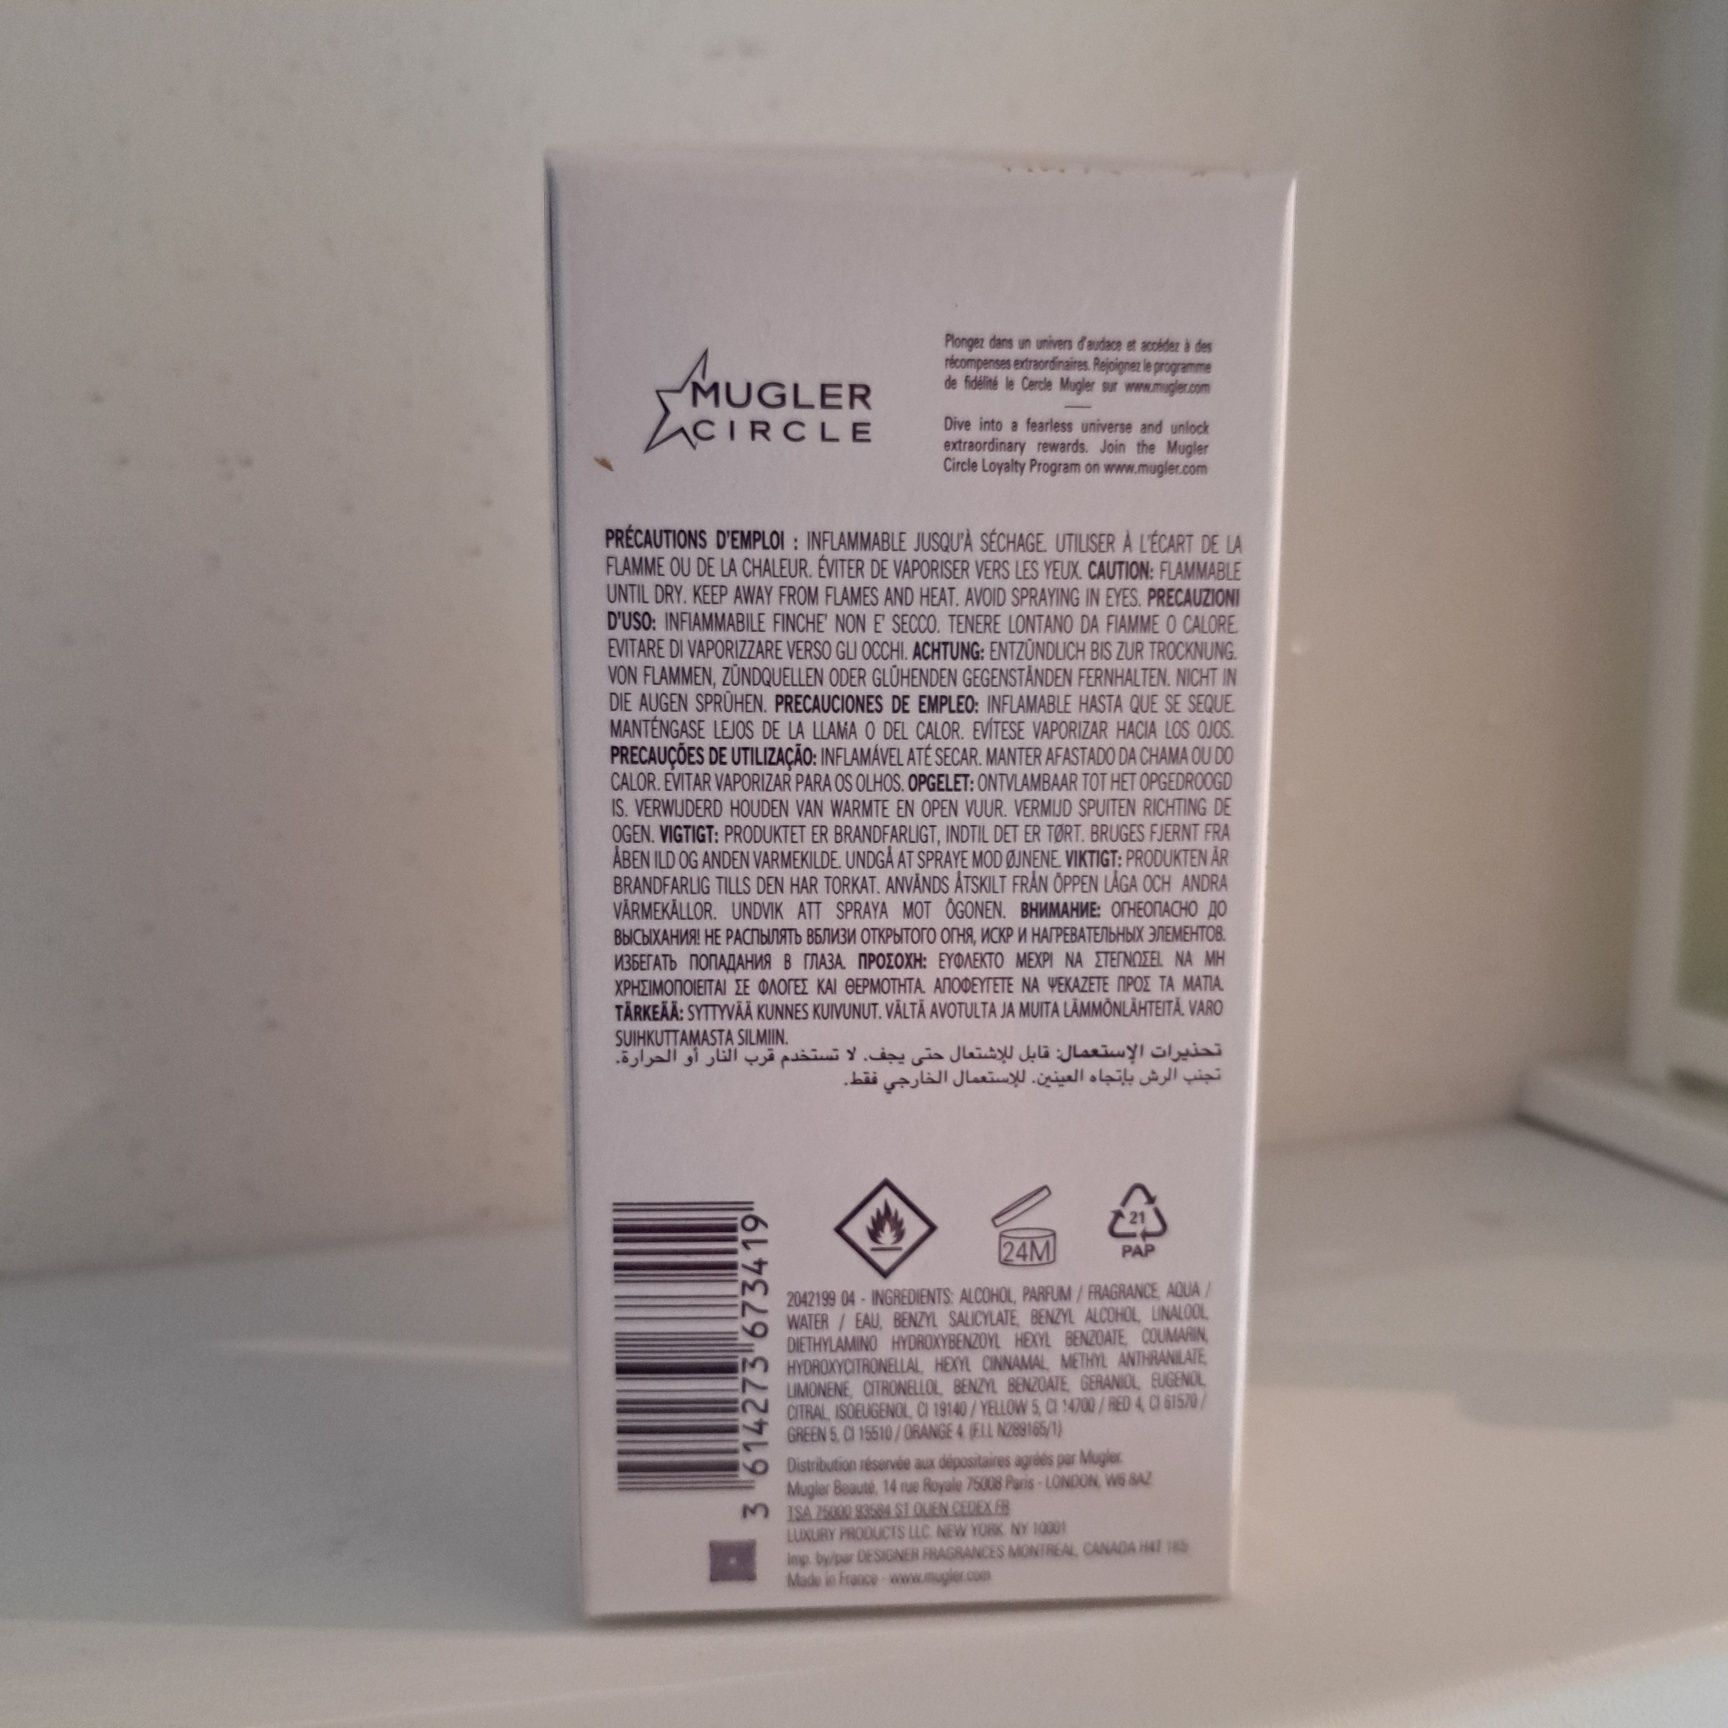 MUGLER
CIRCLE
Plongez dans un univers d'audace et accédez à des
récompenses extraordinaires. Rejoignez le programme
de fidélité le Cercle Mugler sur www.mugler.com
Dive into a fearless universe and unlock
extraordinary rewards. Join the Mugler
Circle Loyalty Program on www.mugler.com
PRÉCAUTIONS D'EMPLOI : INFLAMMABLE JUSQU'À SÉCHAGE. UTILISER À L'ÉCART DE LA
FLAMME OU DE LA CHALEUR. ÉVITER DE VAPORISER VERS LES YEUX. CAUTION: FLAMMABLE
UNTIL DRY. KEEP AWAY FROM FLAMES AND HEAT. AVOID SPRAYING IN EYES. PRECAUZIONI
D'USO: INFIAMMABILE FINCHE' NON E' SECCO. TENERE LONTANO DA FIAMME O CALORE.
EVITARE DI VAPORIZZARE VERSO GLI OCCHI. ACHTUNG: ENTZÜNDLICH BIS ZUR TROCKNUNG.
VON FLAMMEN, ZÜNDQUELLEN ODER GLÜHENDEN GEGENSTÄNDEN FERNHALTEN. NICHT IN
DIE AUGEN SPRÜHEN. PRECAUCIONES DE EMPLEO: INFLAMABLE HASTA QUE SE SEQUE.
MANTÉNGASE LEJOS DE LA LLAMA O DEL CALOR. EVÍTESE VAPORIZAR HACIA LOS OJOS.
PRECAUÇÕES DE UTILIZAÇÃO: INFLAMÁVEL ATÉ SECAR. MANTER AFASTADO DA CHAMA OU DO
CALOR. EVITAR VAPORIZAR PARA OS OLHOS. OPGELET: ONTVLAMBAAR TOT HET OPGEDROOGD
IS. VERWIJDERD HOUDEN VAN WARMTE EN OPEN VUUR. VERMIJD SPUITEN RICHTING DE
OGEN. VIGTIGT: PRODUKTET ER BRANDFARLIGT, INDTIL DET ER TØRT. BRUGES FJERNT FRA
ÅBEN ILD OG ANDEN VARMEKILDE. UNDGÅ AT SPRAYE MOD ØJNENE. VIKTIGT: PRODUKTEN ÄR
BRANDFARLIG TILLS DEN HAR TORKAT. ANVÄNDS ÅTSKILT FRÅN ÖPPEN LÅGA OCH ANDRA
VÄRMEKÄLLOR. UNDVIK ATT SPRAYA MOT ÖGONEN. ВНИМАНИЕ: ОГНЕОПАСНО ДО
ВЫСЫХАНИЯ! НЕ РАСПЫЛЯТЬ ВБЛИЗИ ОТКРЫТОГО ОГНЯ, ИСКР И НАГРЕВАТЕЛЬНЫХ ЭЛЕМЕНТОВ.
ИЗБЕГАТЬ ПОПАДАНИЯ В ГЛАЗА. ΠΡΟΣΟΧΗ: ΕΥΦΛΕΚΤΟ ΜΕΧΡΙ ΝΑ ΣΤΕΓΝΩΣΕΙ. ΝΑ ΜΗ
ΧΡΗΣΙΜΟΠΟΙΕΙΤΑΙ ΣΕ ΦΛΟΓΕΣ ΚΑΙ ΘΕΡΜΟΤΗΤΑ. ΑΠΟΦΕΥΓΕΤΕ ΝΑ ΨΕΚΑΖΕΤΕ ΠΡΟΣ ΤΑ ΜΑΤΙΑ.
TÄRKEÄÄ: SYTTYVÄÄ KUNNES KUIVUNUT. VÄLTÄ AVOTULTA JA MUITA LÄMMÖNLÄHTEITÄ. VARO
SUIHKUTTAMASTA SILMIIN.
تحذيرات الإستعمال: قابل للإشتعال حتى يجف. لا تستخدم قرب النار أو الحرارة.
تجنب الرش بإتجاه العينين. للإستعمال الخارجي فقط.
24M
21
PAP
3 614273 673419
2042199 04 - INGREDIENTS: ALCOHOL, PARFUM / FRAGRANCE, AQUA /
WATER / EAU, BENZYL SALICYLATE, BENZYL ALCOHOL, LINALOOL,
DIETHYLAMINO HYDROXYBENZOYL HEXYL BENZOATE, COUMARIN,
HYDROXYCITRONELLAL, HEXYL CINNAMAL, METHYL ANTHRANILATE,
LIMONENE, CITRONELLOL, BENZYL BENZOATE, GERANIOL, EUGENOL,
CITRAL, ISOEUGENOL, CI 19140 / YELLOW 5, CI 14700 / RED 4, CI 61570 /
GREEN 5, CI 15510 / ORANGE 4. (F.I.L. N289165/1)
Distribution réservée aux dépositaires agréés par Mugler.
Mugler Beauté, 14 rue Royale 75008 Paris - LONDON, W6 8AZ
TSA 75000 93584 ST OUEN CEDEX FR
LUXURY PRODUCTS LLC. NEW YORK. NY 10001
Imp. by/par DESIGNER FRAGRANCES MONTREAL, CANADA H4T 1K5
Made in France - www.mugler.com